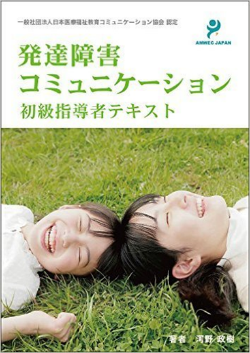 一般社団法人日本医療福祉教育コミュニケーション協会 認定
AMWEC JAPAN
発達障害
コミュニケーション
初級指導者テキスト
著者 河野 政樹